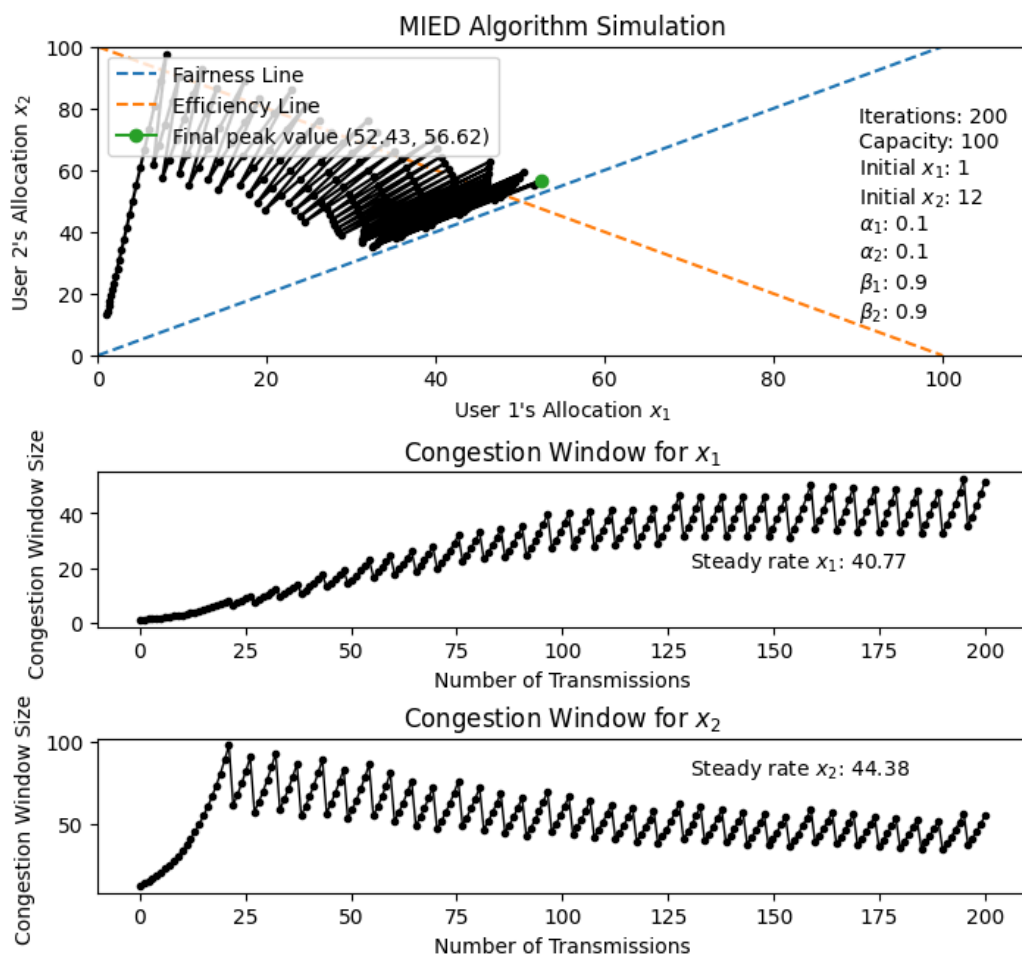 MIED Algorithm Simulation
User 2's Allocation x₂
100
80
60
40
20
0
Fairness Line
Efficiency Line
Final peak value (52.43, 56.62)
Iterations: 200
Capacity: 100
Initial x₁: 1
Initial x₂: 12
α₁: 0.1
α₂: 0.1
β₁: 0.9
β₂: 0.9
0 20 40 60 80 100
User 1's Allocation x₁
Congestion Window for x₁
Congestion Window Size
40
20
0
Steady rate x₁: 40.77
0 25 50 75 100 125 150 175 200
Number of Transmissions
Congestion Window for x₂
Congestion Window Size
100
50
Steady rate x₂: 44.38
0 25 50 75 100 125 150 175 200
Number of Transmissions